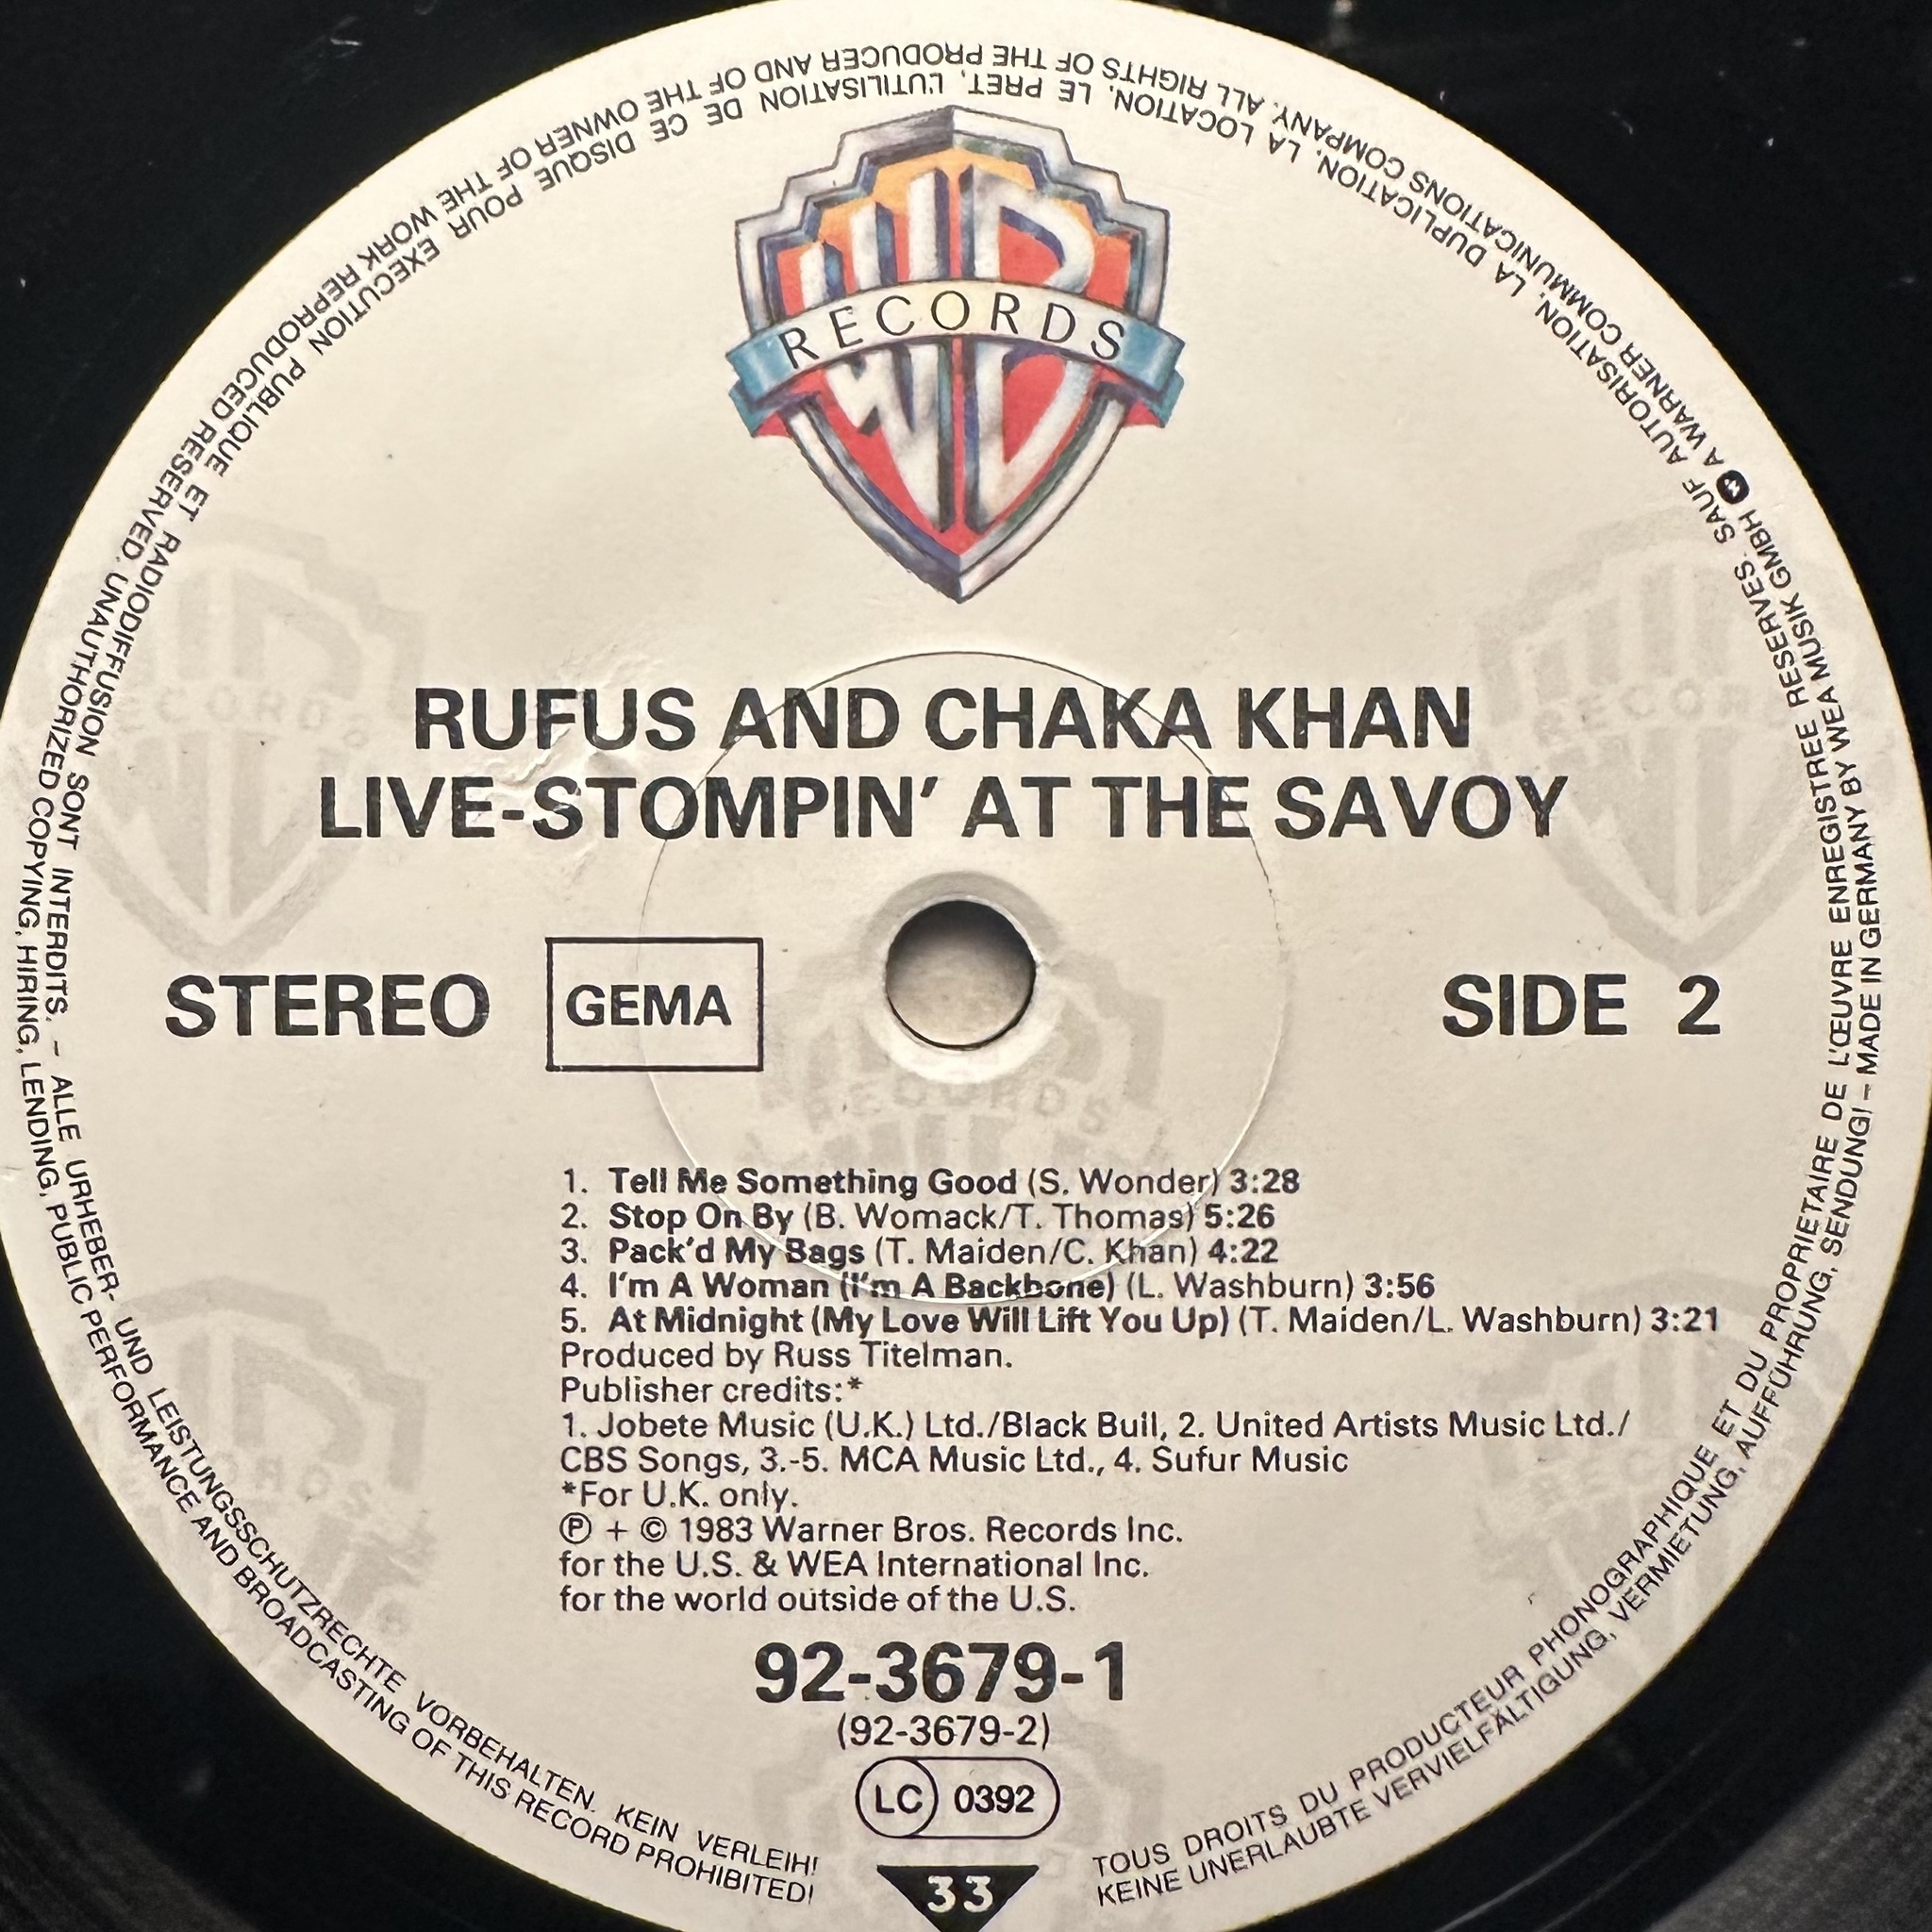 WB
RECORDS
RUFUS AND CHAKA KHAN
LIVE-STOMPIN' AT THE SAVOY
STEREO GEMA SIDE 2
1. Tell Me Something Good (S. Wonder) 3:28
2. Stop On By (B. Womack/T. Thomas) 5:26
3. Pack'd My Bags (T. Maiden/C. Khan) 4:22
4. I'm A Woman (I'm A Backbone) (L. Washburn) 3:56
5. At Midnight (My Love Will Lift You Up) (T. Maiden/L. Washburn) 3:21
Produced by Russ Titelman.
Publisher credits:*
1. Jobete Music (U.K.) Ltd./Black Bull, 2. United Artists Music Ltd./
CBS Songs, 3.-5. MCA Music Ltd., 4. Sufur Music
*For U.K. only.
℗ + © 1983 Warner Bros. Records Inc.
for the U.S. & WEA International Inc.
for the world outside of the U.S.
92-3679-1
(92-3679-2)
LC 0392
33
TOUS DROITS DU PRODUCTEUR PHONOGRAPHIQUE ET DU PROPRIETAIRE DE L'ŒUVRE ENREGISTREE RESERVES. SAUF AUTORISATION, LA DUPLICATION, LA LOCATION, LE PRET, L'UTILISATION DE CE DISQUE POUR EXECUTION PUBLIQUE ET RADIODIFFUSION SONT INTERDITS. – ALLE URHEBER- UND LEISTUNGSSCHUTZRECHTE VORBEHALTEN. KEIN VERLEIH!
KEINE UNERLAUBTE VERVIELFÄLTIGUNG, VERMIETUNG, AUFFÜHRUNG, SENDUNG! – MADE IN GERMANY BY WEA MUSIK GMBH A WARNER COMMUNICATIONS COMPANY. ALL RIGHTS OF THE PRODUCER AND OF THE OWNER OF THE WORK REPRODUCED RESERVED. UNAUTHORIZED COPYING, HIRING, LENDING, PUBLIC PERFORMANCE AND BROADCASTING OF THIS RECORD PROHIBITED!